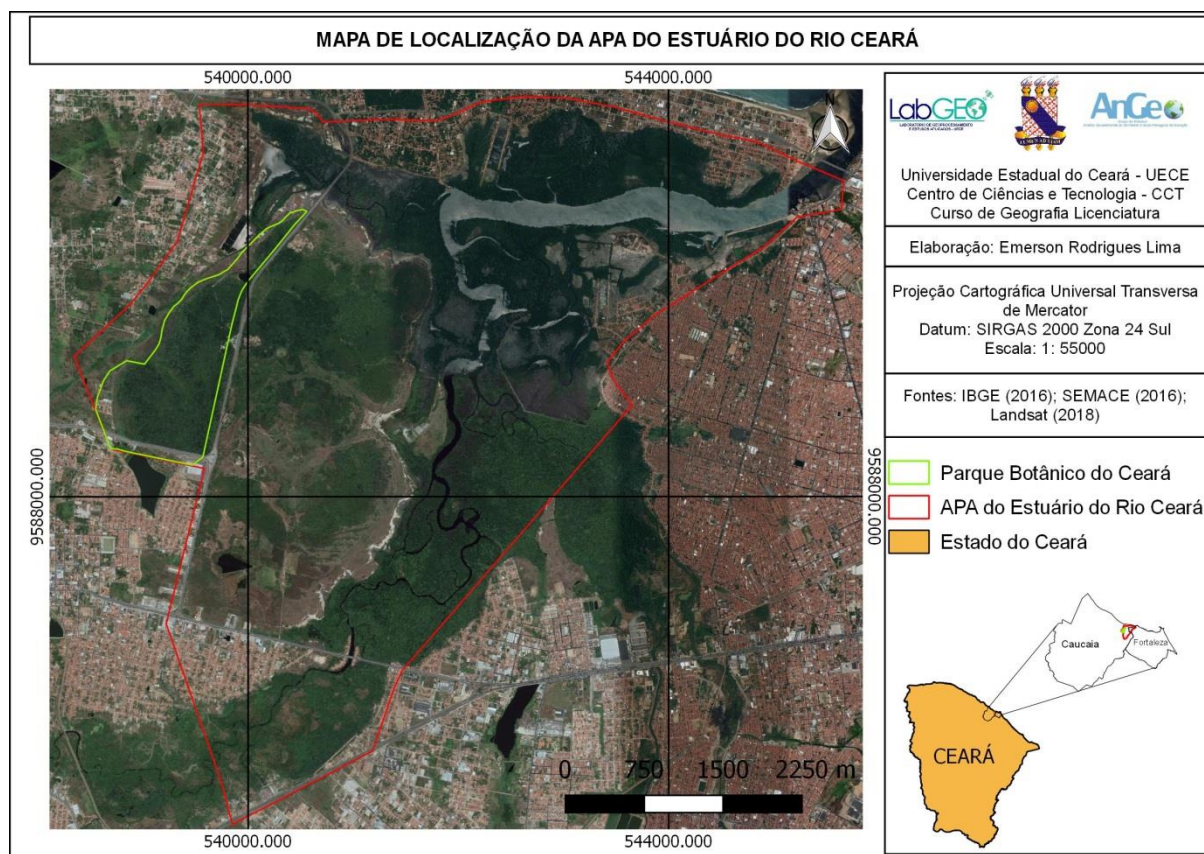 MAPA DE LOCALIZAÇÃO DA APA DO ESTUÁRIO DO RIO CEARÁ
540000.000
544000.000
9588000.000
9588000.000
0 750 1500 2250 m
540000.000
544000.000
LabGEO
AnGeo
Universidade Estadual do Ceará - UECE
Centro de Ciências e Tecnologia - CCT
Curso de Geografia Licenciatura
Elaboração: Emerson Rodrigues Lima
Projeção Cartográfica Universal Transversa
de Mercator
Datum: SIRGAS 2000 Zona 24 Sul
Escala: 1: 55000
Fontes: IBGE (2016); SEMACE (2016);
Landsat (2018)
Parque Botânico do Ceará
APA do Estuário do Rio Ceará
Estado do Ceará
Caucaia
Fortaleza
CEARÁ